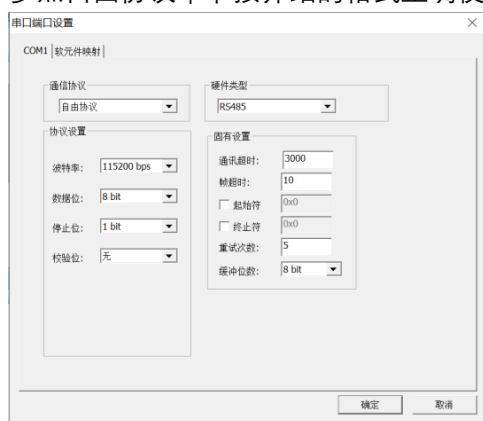 串口端口设置
COM1 软元件映射
通信协议
自由协议
硬件类型
RS485
协议设置
波特率: 115200 bps
数据位: 8 bit
停止位: 1 bit
校验位: 无
固有设置
通讯超时: 3000
帧超时: 10
起始符 0x0
终止符 0x0
重试次数: 5
缓冲位数: 8 bit
确定 取消